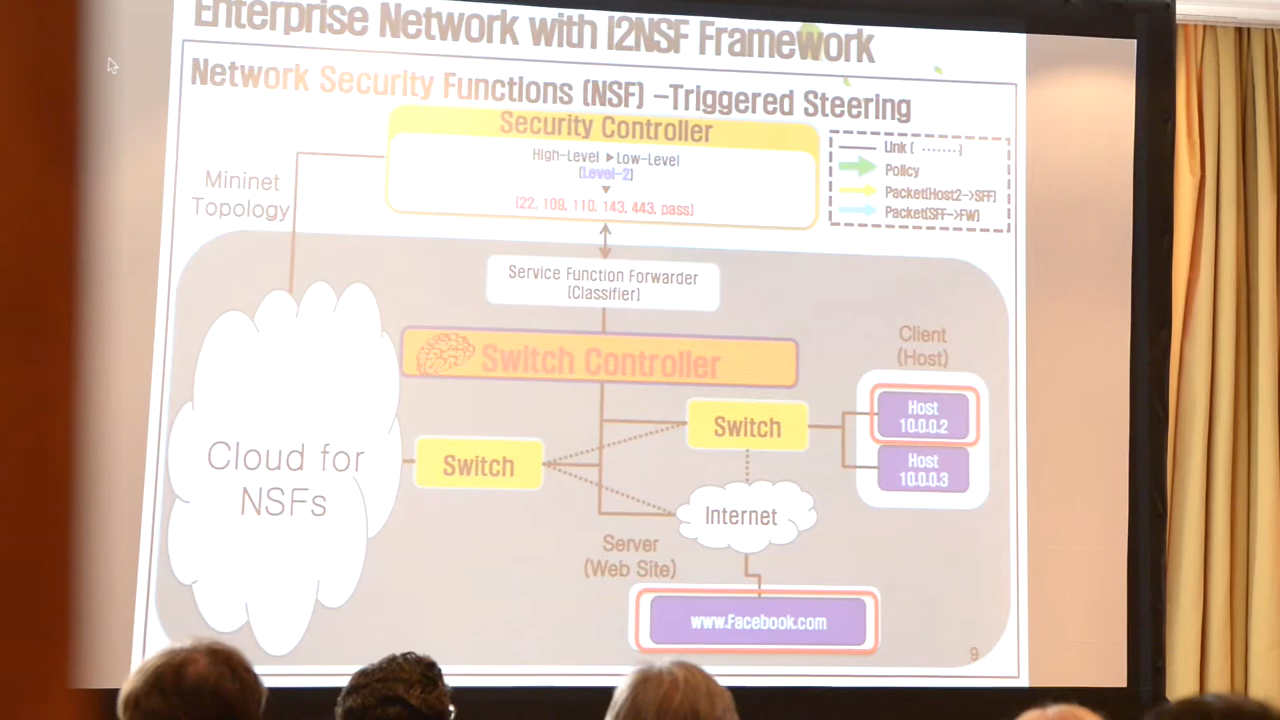 Enterprise Network with I2NSF Framework
Network Security Functions (NSF) -Triggered Steering
Security Controller
High-Level ▶Low-Level
(Level-2)
(22, 109, 110, 143, 443, pass)
Link ( ....... )
Policy
Packet(Host2->SFF)
Packet(SFF->FW)
Mininet
Topology
Service Function Forwarder
(Classifier)
Switch Controller
Client
(Host)
Host
10.0.0.2
Host
10.0.0.3
Switch
Switch
Cloud for
NSFs
Internet
Server
(Web Site)
www.Facebook.com
9